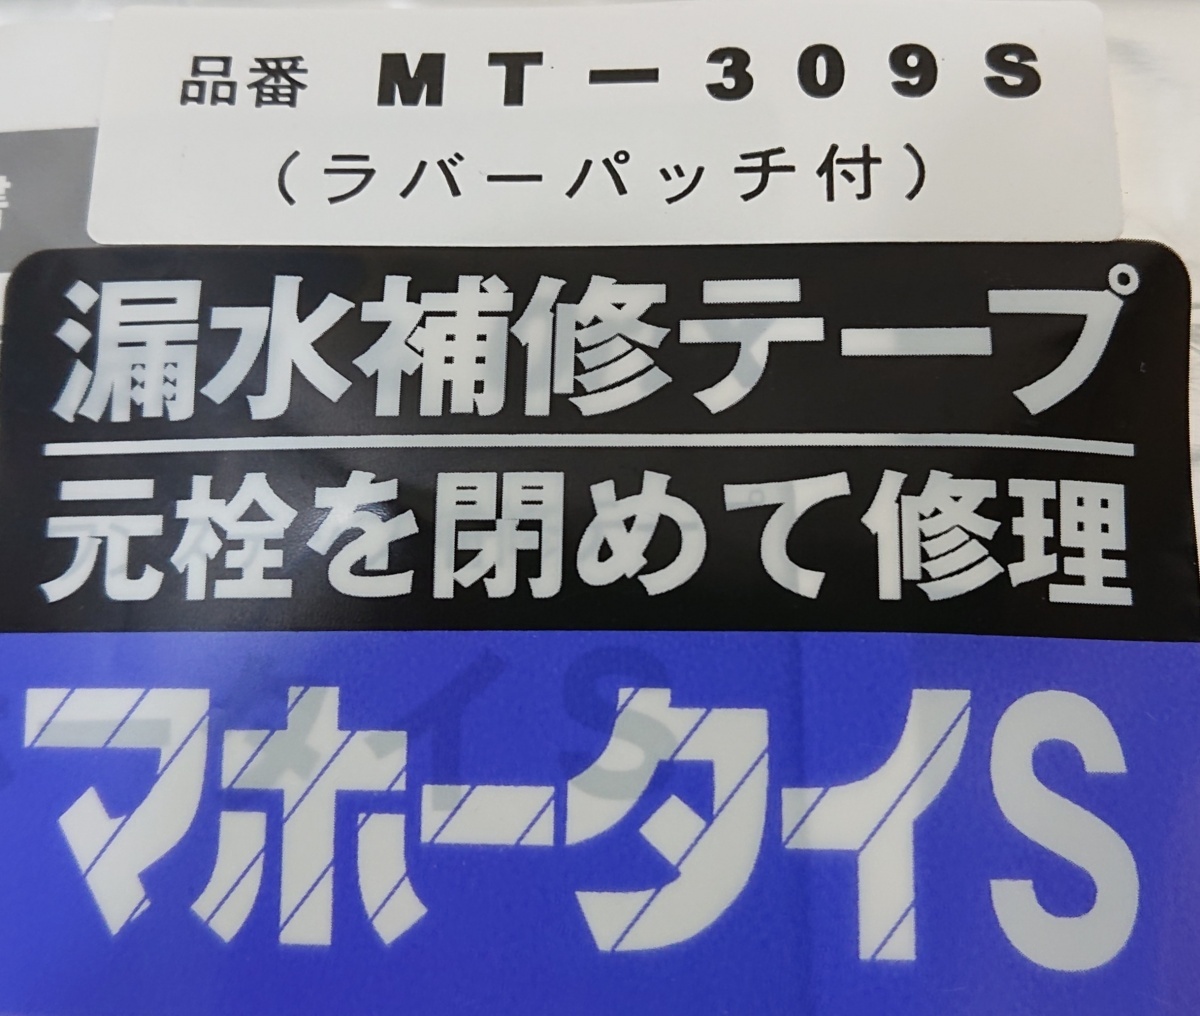 品番 MT-309S
（ラバーパッチ付）
漏水補修テープ
元栓を閉めて修理
マホータイS